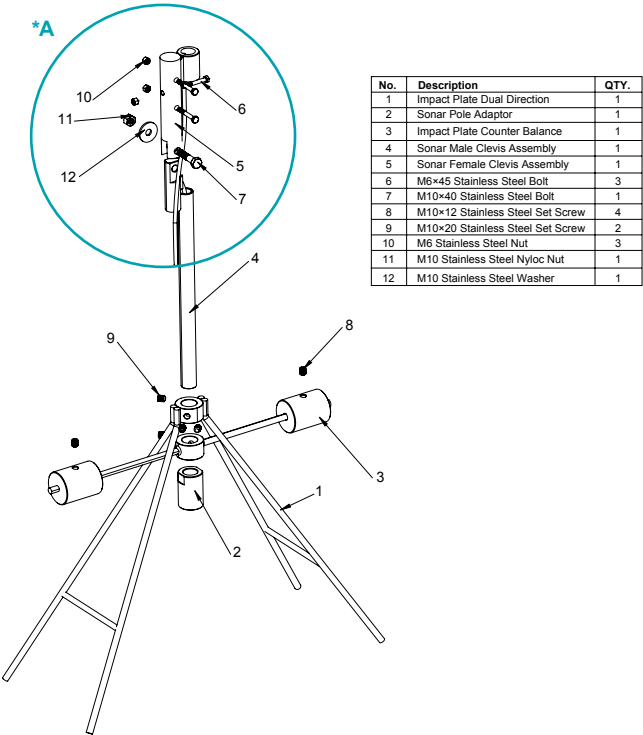 *A
10
11
12
6
5
7
4
9
8
3
1
2
No. Description QTY.
1 Impact Plate Dual Direction 1
2 Sonar Pole Adaptor 1
3 Impact Plate Counter Balance 1
4 Sonar Male Clevis Assembly 1
5 Sonar Female Clevis Assembly 1
6 M6×45 Stainless Steel Bolt 3
7 M10×40 Stainless Steel Bolt 1
8 M10×12 Stainless Steel Set Screw 4
9 M10×20 Stainless Steel Set Screw 2
10 M6 Stainless Steel Nut 3
11 M10 Stainless Steel Nyloc Nut 1
12 M10 Stainless Steel Washer 1